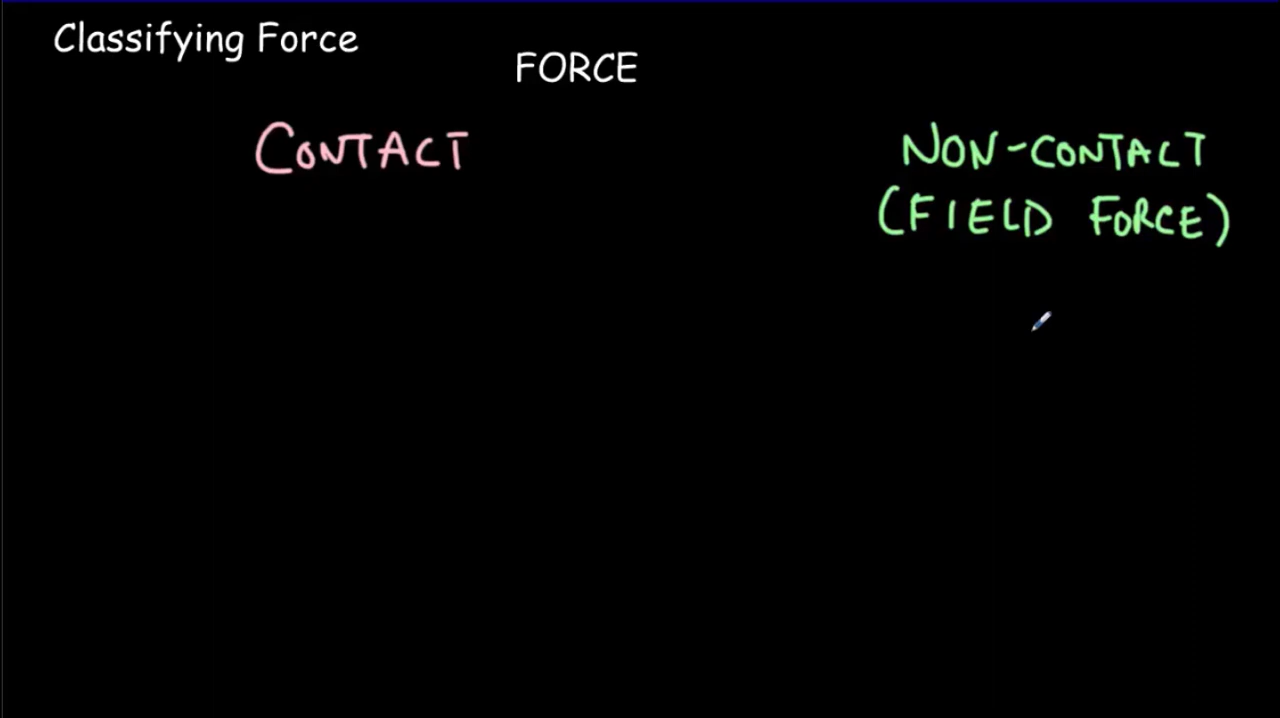 Classifying Force
FORCE
CONTACT
NON-CONTACT
(FIELD FORCE)